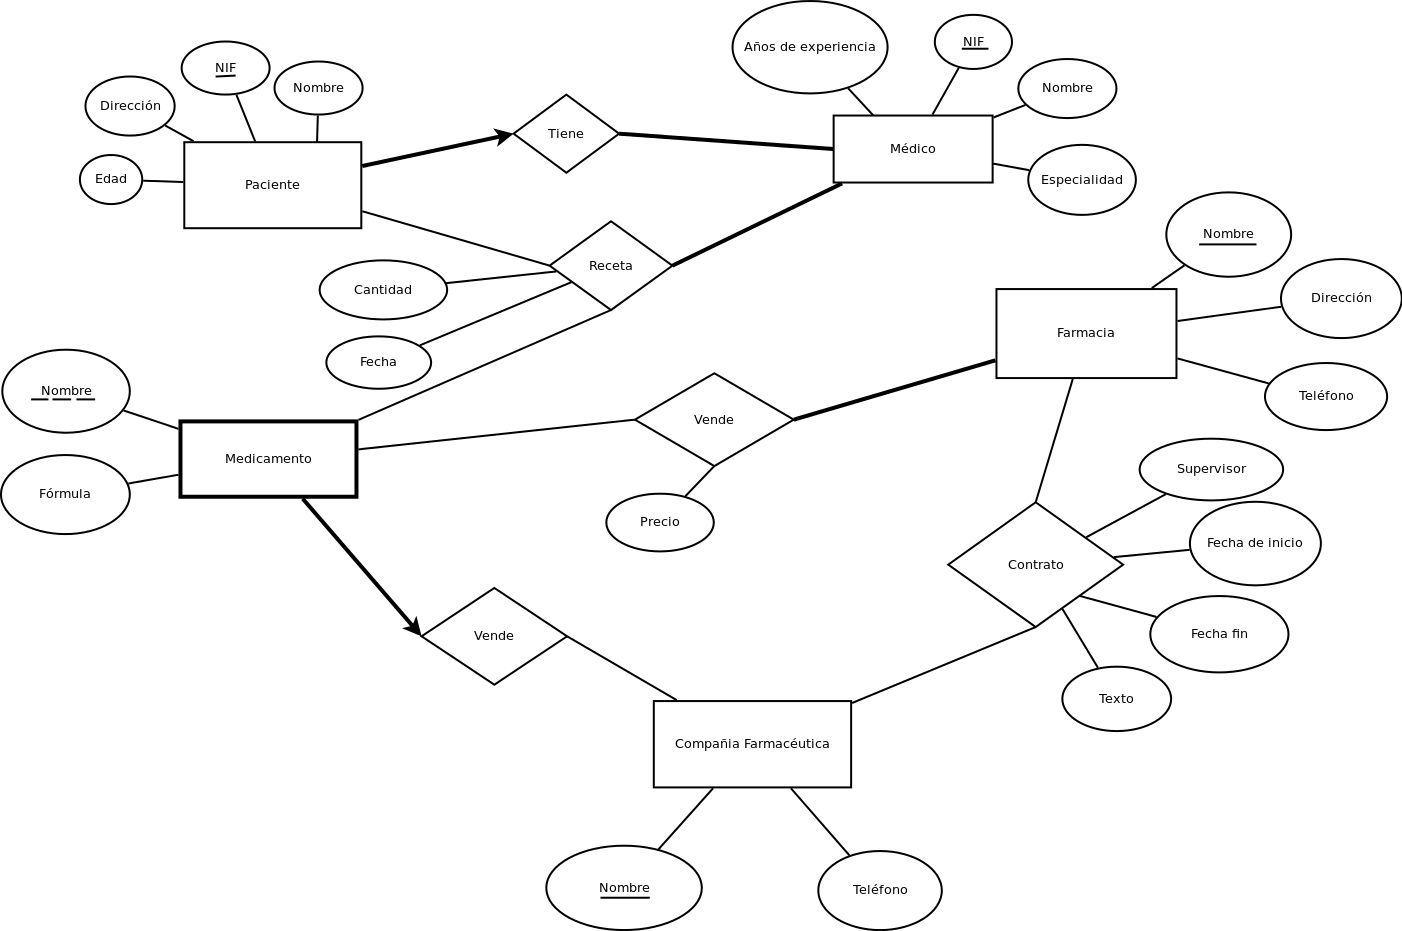 Años de experiencia
NIF
NIF
Nombre
Nombre
Dirección
Tiene
Médico
Edad
Paciente
Especialidad
Nombre
Receta
Cantidad
Dirección
Farmacia
Fecha
Nombre
Teléfono
Vende
Medicamento
Supervisor
Fórmula
Precio
Fecha de inicio
Contrato
Vende
Fecha fin
Texto
Compañia Farmacéutica
Nombre
Teléfono